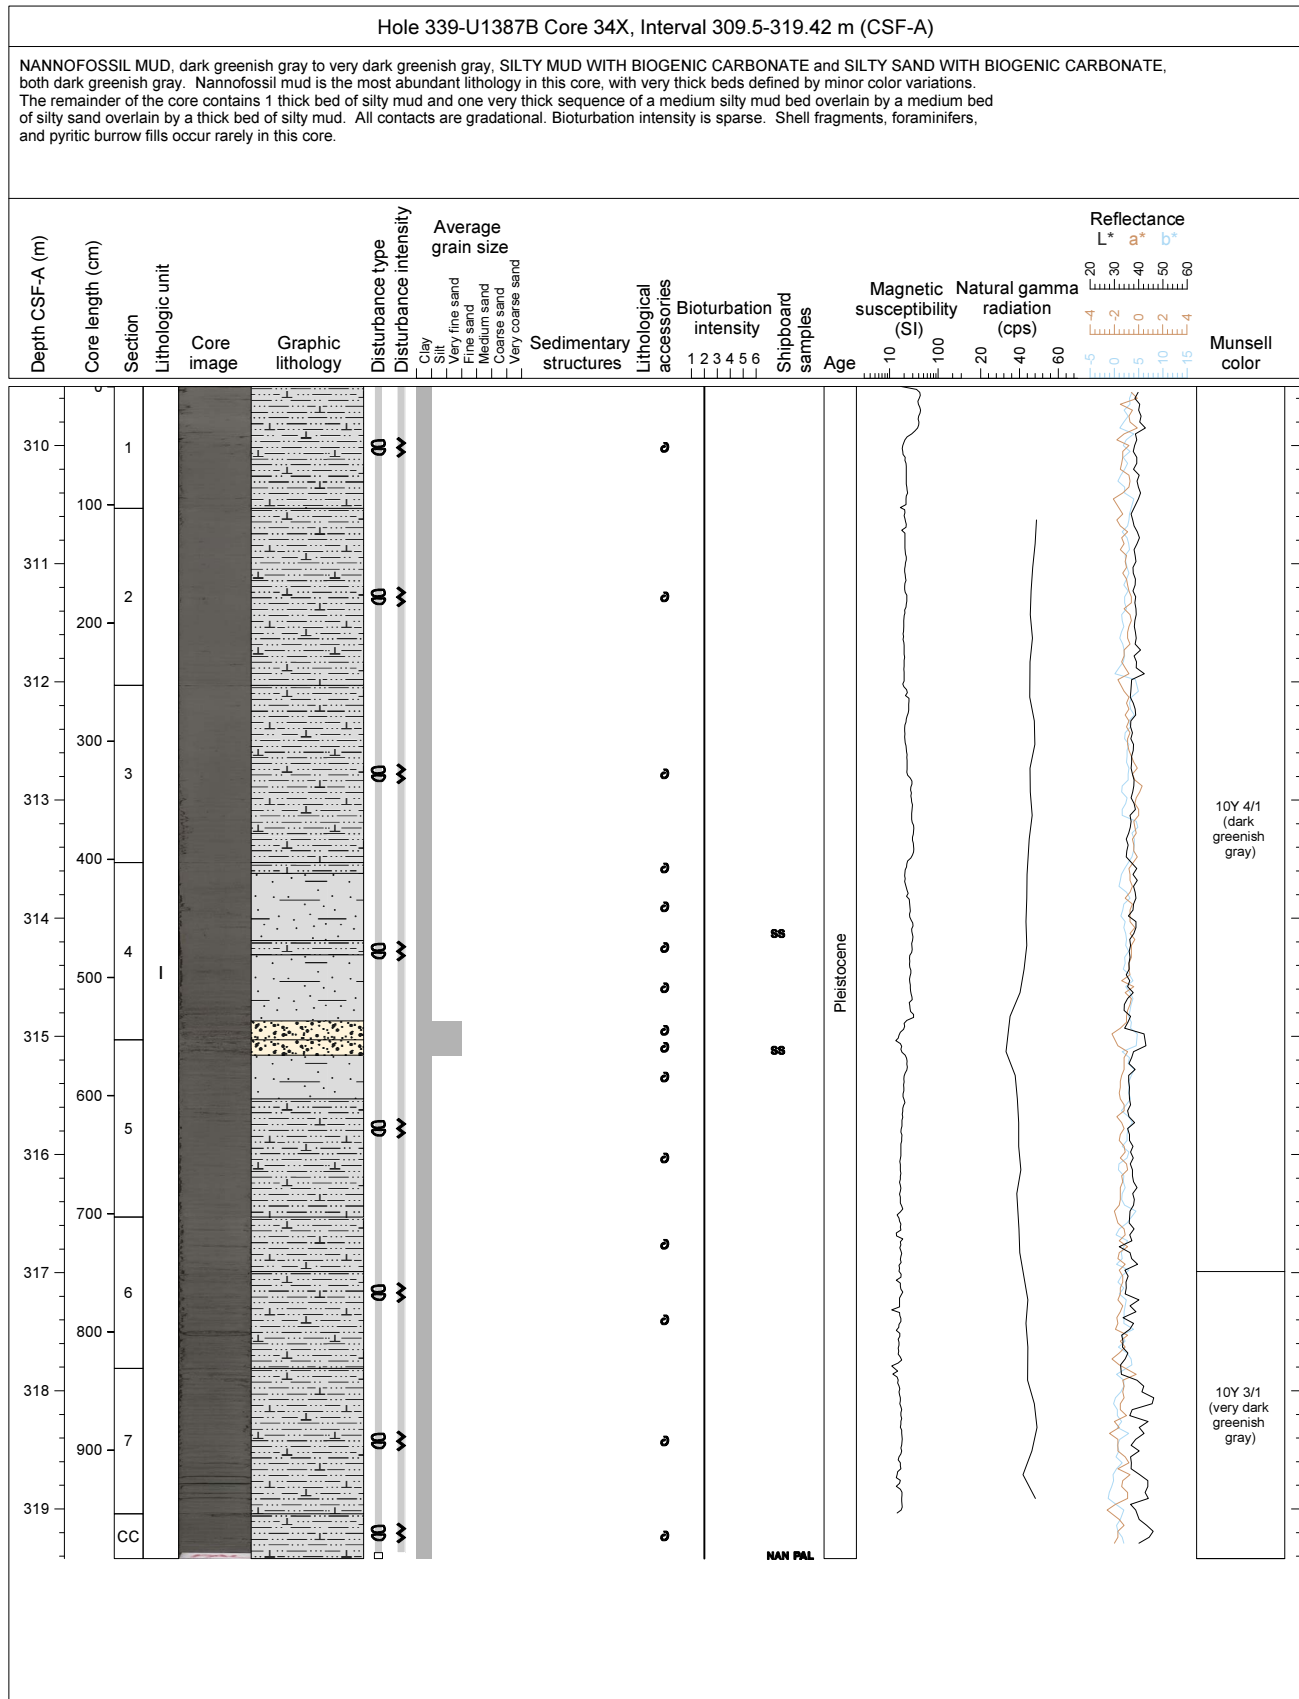 Hole 339-U1387B Core 34X, Interval 309.5-319.42 m (CSF-A)
NANNOFOSSIL MUD, dark greenish gray to very dark greenish gray, SILTY MUD WITH BIOGENIC CARBONATE and SILTY SAND WITH BIOGENIC CARBONATE,
both dark greenish gray. Nannofossil mud is the most abundant lithology in this core, with very thick beds defined by minor color variations.
The remainder of the core contains 1 thick bed of silty mud and one very thick sequence of a medium silty mud bed overlain by a medium bed
of silty sand overlain by a thick bed of silty mud. All contacts are gradational. Bioturbation intensity is sparse. Shell fragments, foraminifers,
and pyritic burrow fills occur rarely in this core.
Depth CSF-A (m)
Core length (cm)
Section
Lithologic unit
Core
image
Graphic
lithology
Disturbance type
Disturbance intensity
Average
grain size
Clay
Silt
Very fine sand
Fine sand
Medium sand
Coarse sand
Very coarse sand
Sedimentary
structures
Lithological
accessories
Bioturbation
intensity
1 2 3 4 5 6
Shipboard
samples
Age
Magnetic
susceptibility
(SI)
10 100
Natural gamma
radiation
(cps)
20 40 60
Reflectance
L* a* b*
20 30 40 50 60
-4 -2 0 2 4
-5 0 5 10 15
Munsell
color
0
310
1
100
311
2
200
312
300
3
313
10Y 4/1
(dark
greenish
gray)
400
314
ss
4
I
500
Pleistocene
315
ss
600
5
316
700
317
6
800
318
10Y 3/1
(very dark
greenish
gray)
7
900
319
CC
NAN PAL